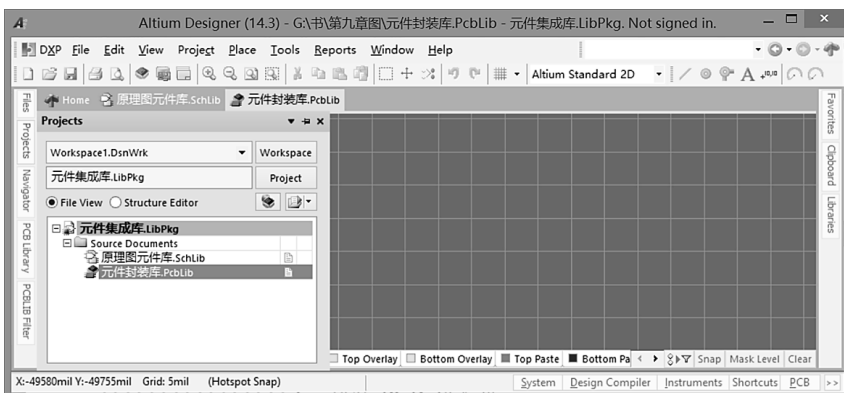 Altium Designer (14.3) - G:\书\第九章图\元件封装库.PcbLib - 元件集成库.LibPkg. Not signed in.
DXP File Edit View Project Place Tools Reports Window Help
Altium Standard 2D
Home 原理图元件库.SchLib 元件封装库.PcbLib
Files
Projects
Navigator
PCB Library
PCBLIB Filter
Projects
Workspace1.DsnWrk Workspace
元件集成库.LibPkg Project
File View Structure Editor
元件集成库.LibPkg
Source Documents
原理图元件库.SchLib
元件封装库.PcbLib
Favorites
Clipboard
Libraries
Top Overlay Bottom Overlay Top Paste Bottom Pa Snap Mask Level Clear
X:-49580mil Y:-49755mil Grid: 5mil (Hotspot Snap)
System Design Compiler Instruments Shortcuts PCB >>